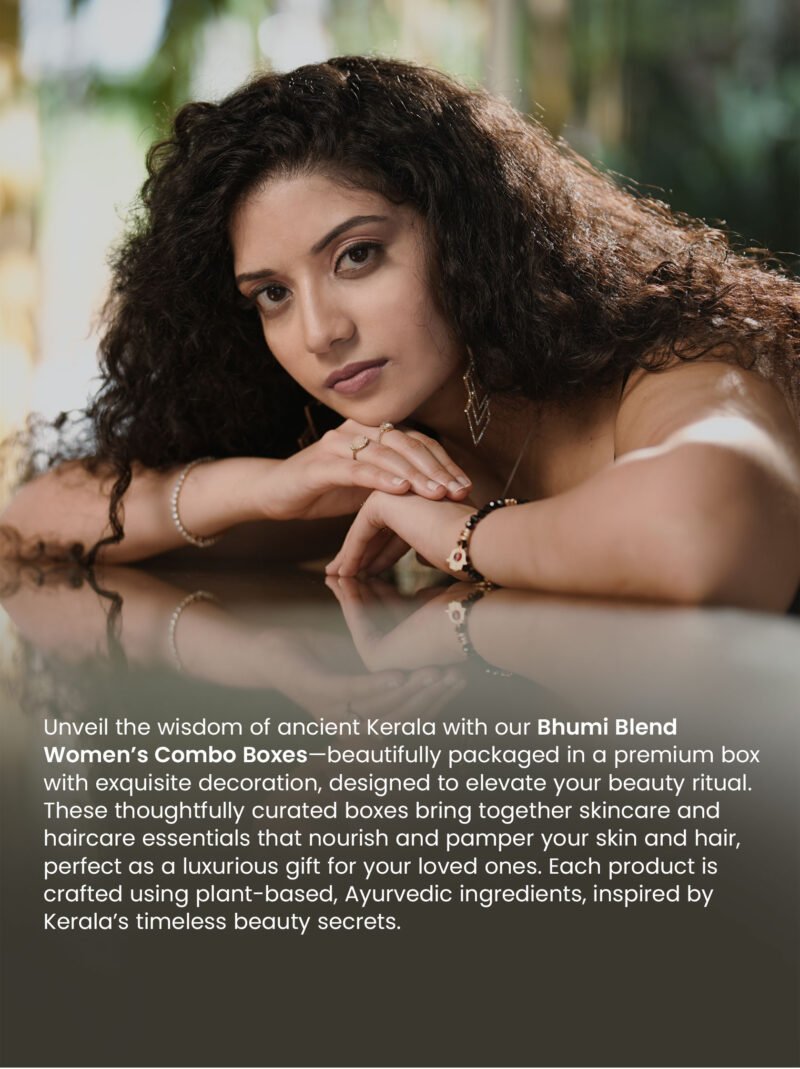 Unveil the wisdom of ancient Kerala with our Bhumi Blend
Women’s Combo Boxes—beautifully packaged in a premium box
with exquisite decoration, designed to elevate your beauty ritual.
These thoughtfully curated boxes bring together skincare and
haircare essentials that nourish and pamper your skin and hair,
perfect as a luxurious gift for your loved ones. Each product is
crafted using plant-based, Ayurvedic ingredients, inspired by
Kerala’s timeless beauty secrets.